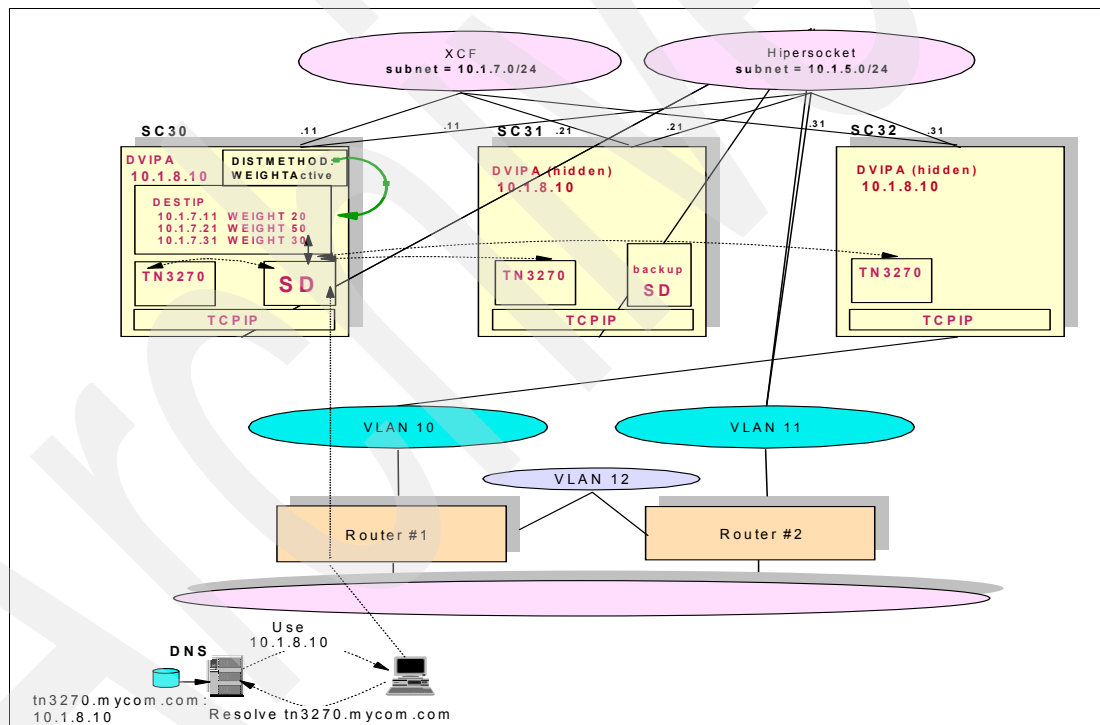 XCF
subnet = 10.1.7.0/24
Hipersocket
subnet = 10.1.5.0/24
SC30
.11
.11
SC31
.21
.21
.31
SC32
.31
DVIPA
10.1.8.10
DISTMETHOD:
WEIGHTActive
DESTIP
10.1.7.11 WEIGHT 20
10.1.7.21 WEIGHT 50
10.1.7.31 WEIGHT 30
TN3270
SD
TCPIP
DVIPA (hidden)
10.1.8.10
TN3270
backup
SD
TCPIP
DVIPA (hidden)
10.1.8.10
TN3270
TCPIP
VLAN 10
VLAN 11
VLAN 12
Router #1
Router #2
Use
10.1.8.10
DNS
tn3270.mycom.com:
10.1.8.10
Resolve tn3270.mycom.com